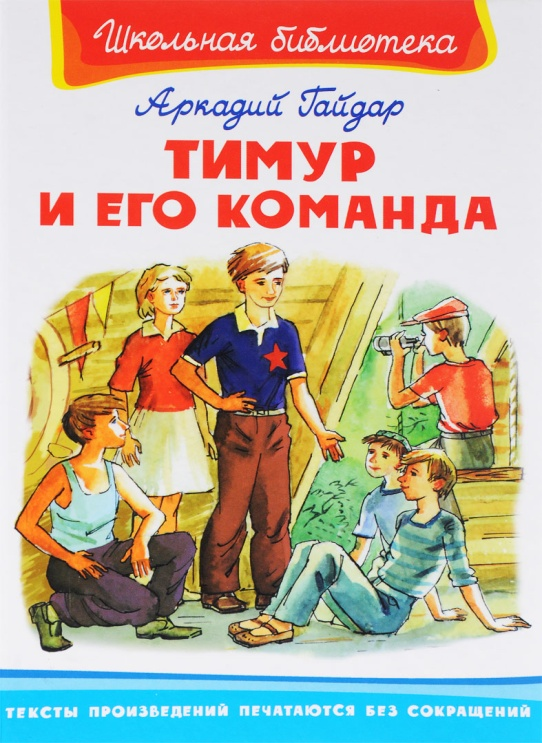 Школьная библиотека
Аркадий Гайдар
ТИМУР
И ЕГО КОМАНДА
ТЕКСТЫ ПРОИЗВЕДЕНИЙ ПЕЧАТАЮТСЯ БЕЗ СОКРАЩЕНИЙ